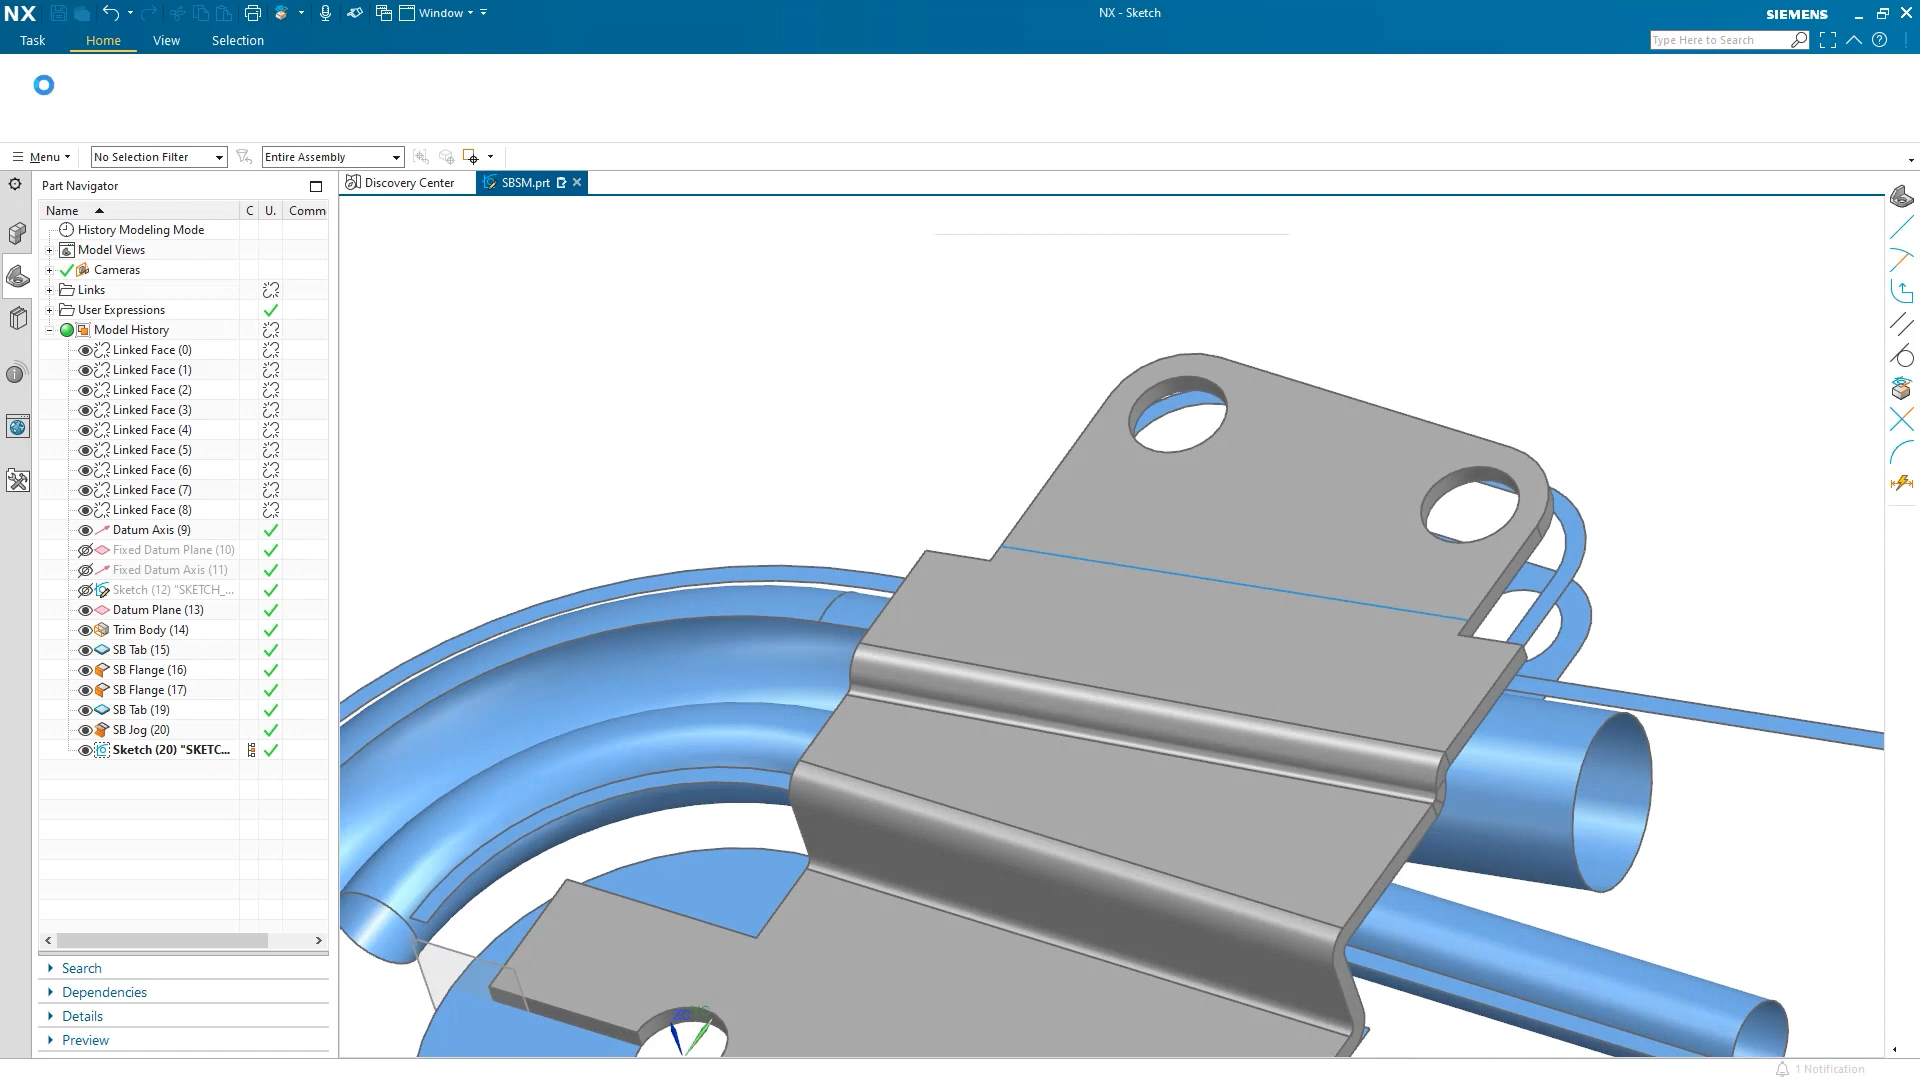 NX
Window
NX - Sketch
SIEMENS
Task
Home
View
Selection
Type Here to Search
Menu
No Selection Filter
Entire Assembly
Part Navigator
Discovery Center
SBSM.prt
Name
C
U.
Comm
History Modeling Mode
Model Views
Cameras
Links
User Expressions
Model History
Linked Face (0)
Linked Face (1)
Linked Face (2)
Linked Face (3)
Linked Face (4)
Linked Face (5)
Linked Face (6)
Linked Face (7)
Linked Face (8)
Datum Axis (9)
Fixed Datum Plane (10)
Fixed Datum Axis (11)
Sketch (12) "SKETCH_...
Datum Plane (13)
Trim Body (14)
SB Tab (15)
SB Flange (16)
SB Flange (17)
SB Tab (19)
SB Jog (20)
Sketch (20) "SKETC...
Search
Dependencies
Details
Preview
1 Notification